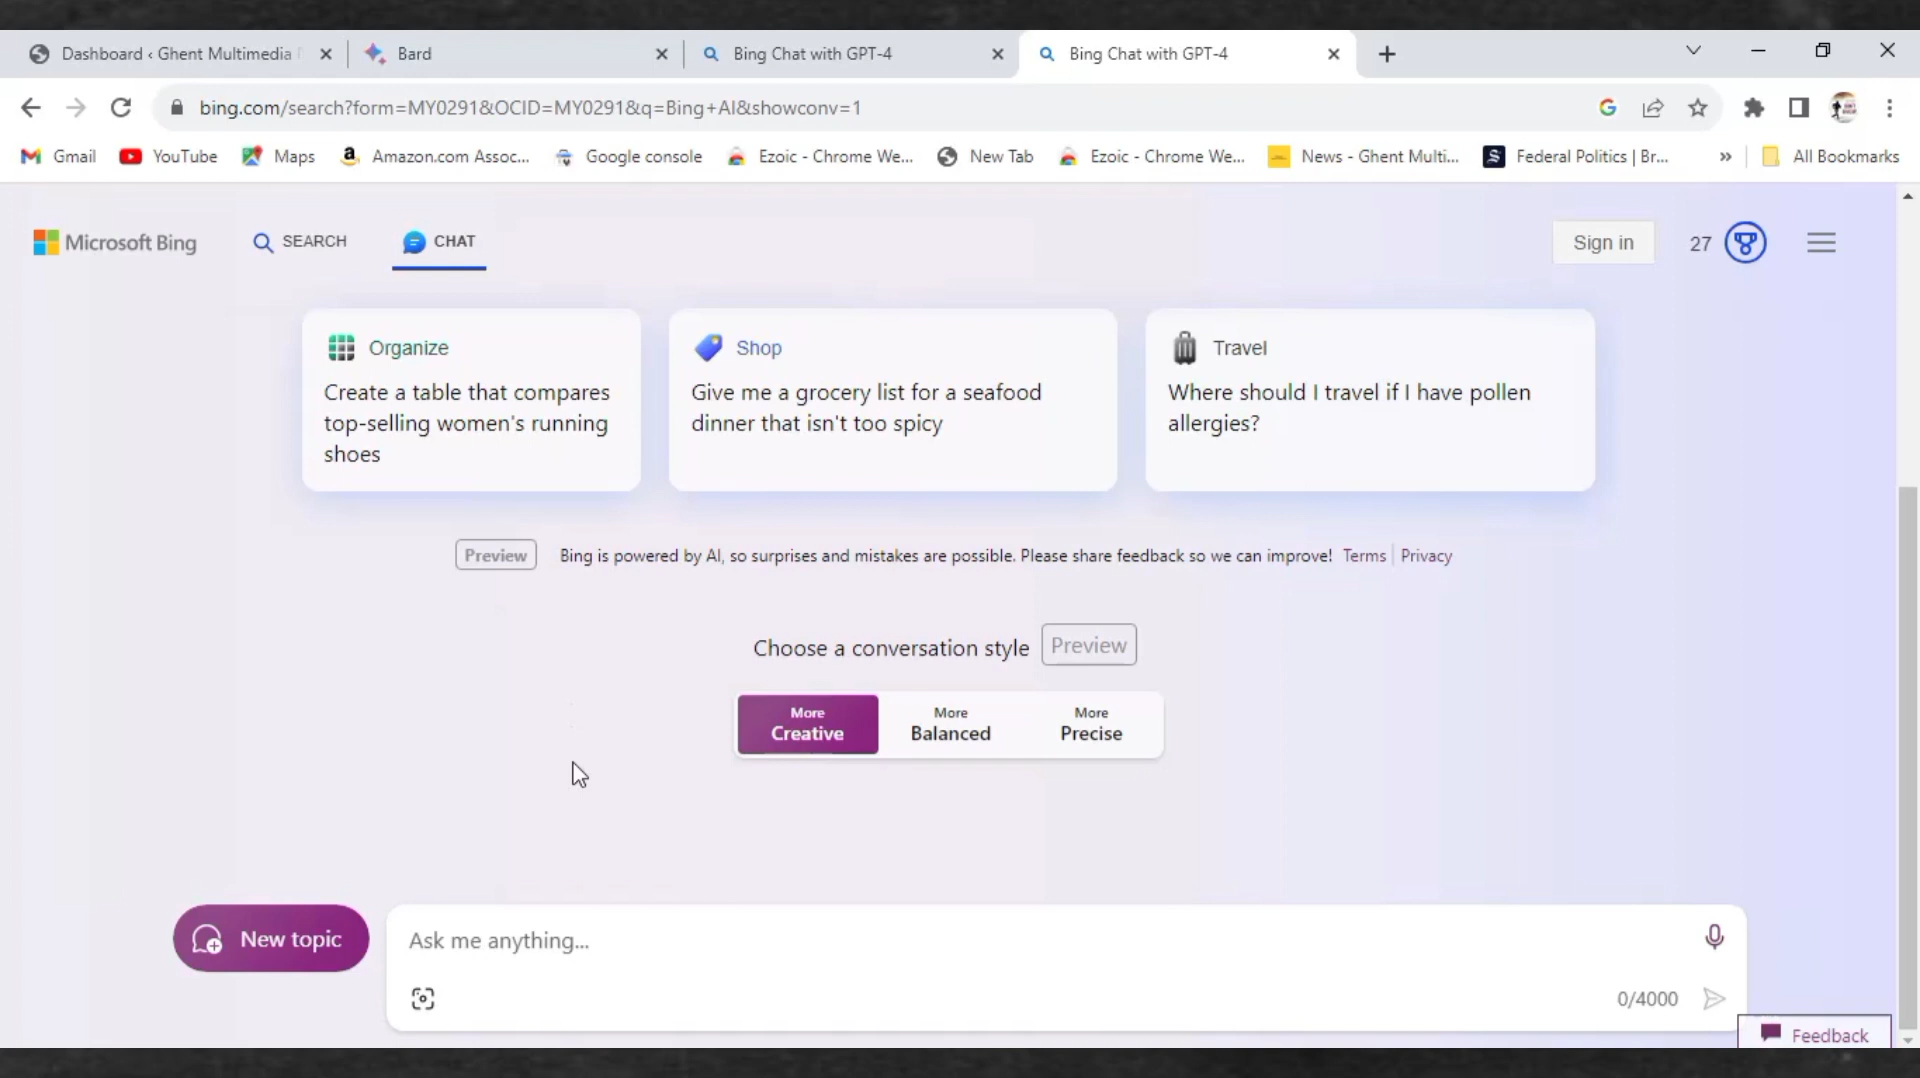 Dashboard ‹ Ghent Multimedia
Bard
Bing Chat with GPT-4
Bing Chat with GPT-4
bing.com/search?form=MY0291&OCID=MY0291&q=Bing+AI&showconv=1
Gmail
YouTube
Maps
Amazon.com Assoc...
Google console
Ezoic - Chrome We...
New Tab
Ezoic - Chrome We...
News - Ghent Multi...
Federal Politics | Br...
»
All Bookmarks
Microsoft Bing
SEARCH
CHAT
Sign in
27
Organize
Create a table that compares
top-selling women's running
shoes
Shop
Give me a grocery list for a seafood
dinner that isn't too spicy
Travel
Where should I travel if I have pollen
allergies?
Preview
Bing is powered by AI, so surprises and mistakes are possible. Please share feedback so we can improve! Terms | Privacy
Choose a conversation style Preview
More
Creative
More
Balanced
More
Precise
New topic
Ask me anything...
0/4000
Feedback